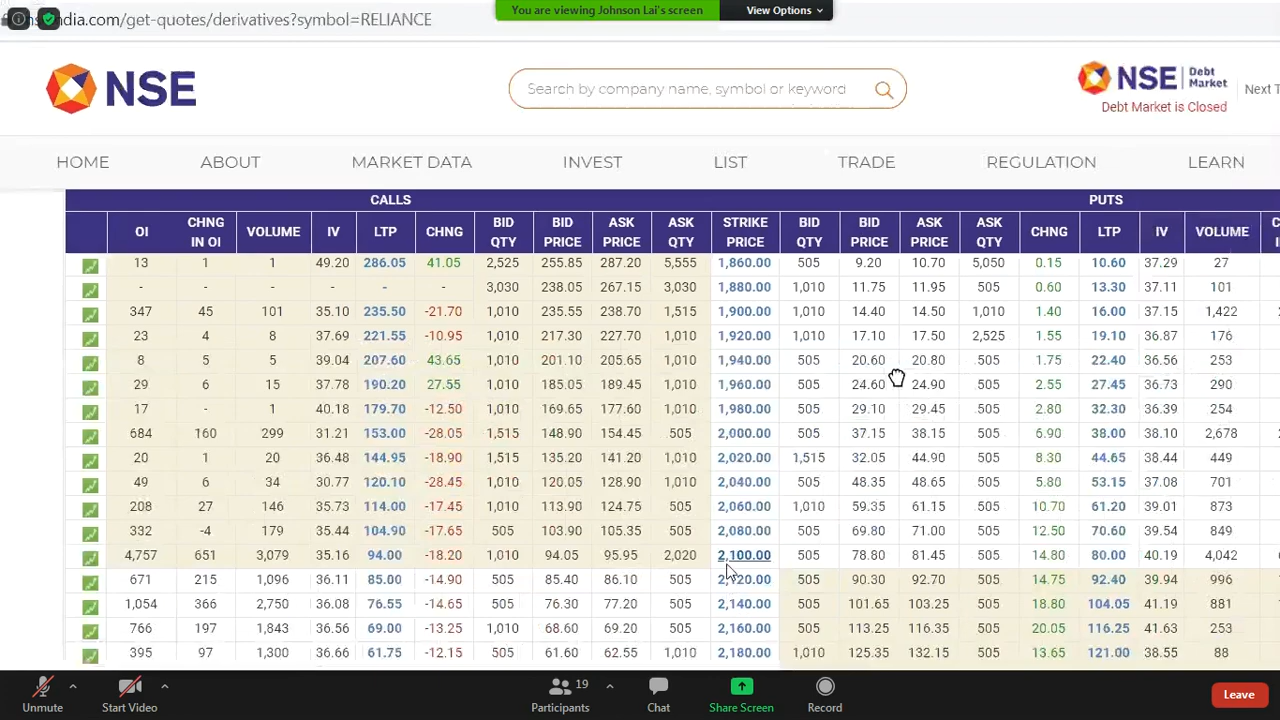 ndia.com/get-quotes/derivatives?symbol=RELIANCE
You are viewing Johnson Lai's screen
View Options
NSE
Search by company name, symbol or keyword
NSE Debt Market
Debt Market is Closed
Next T
HOME ABOUT MARKET DATA INVEST LIST TRADE REGULATION LEARN
CALLS PUTS
OI CHNG IN OI VOLUME IV LTP CHNG BID QTY BID PRICE ASK PRICE ASK QTY STRIKE PRICE BID QTY BID PRICE ASK PRICE ASK QTY CHNG LTP IV VOLUME
13 1 1 49.20 286.05 41.05 2,525 255.85 287.20 5,555 1,860.00 505 9.20 10.70 5,050 0.15 10.60 37.29 27
- - - - - - 3,030 238.05 267.15 3,030 1,880.00 1,010 11.75 11.95 505 0.60 13.30 37.11 101
347 45 101 35.10 235.50 -21.70 1,010 235.55 238.70 1,515 1,900.00 1,010 14.40 14.50 1,010 1.40 16.00 37.15 1,422
23 4 8 37.69 221.55 -10.95 1,010 217.30 227.70 1,010 1,920.00 1,010 17.10 17.50 2,525 1.55 19.10 36.87 176
8 5 5 39.04 207.60 43.65 1,010 201.10 205.65 1,010 1,940.00 505 20.60 20.80 505 1.75 22.40 36.56 253
29 6 15 37.78 190.20 27.55 1,010 185.05 189.45 1,010 1,960.00 505 24.60 24.90 505 2.55 27.45 36.73 290
17 - 1 40.18 179.70 -12.50 1,010 169.65 177.60 1,010 1,980.00 505 29.10 29.45 505 2.80 32.30 36.39 254
684 160 299 31.21 153.00 -28.05 1,515 148.90 154.45 505 2,000.00 505 37.15 38.15 505 6.90 38.00 38.10 2,678
20 1 20 36.48 144.95 -18.90 1,515 135.20 141.20 1,010 2,020.00 1,515 32.05 44.90 505 8.30 44.65 38.44 449
49 6 34 30.77 120.10 -28.45 1,010 120.05 128.90 1,010 2,040.00 505 48.35 48.65 505 5.80 53.15 37.08 701
208 27 146 35.73 114.00 -17.45 1,010 113.90 124.75 505 2,060.00 1,010 59.35 61.15 505 10.70 61.20 39.01 873
332 -4 179 35.44 104.90 -17.65 505 103.90 105.35 505 2,080.00 505 69.80 71.00 505 12.50 70.60 39.54 849
4,757 651 3,079 35.16 94.00 -18.20 1,010 94.05 95.95 2,020 2,100.00 505 78.80 81.45 505 14.80 80.00 40.19 4,042
671 215 1,096 36.11 85.00 -14.90 505 85.40 86.10 505 2,120.00 505 90.30 92.70 505 14.75 92.40 39.94 996
1,054 366 2,750 36.08 76.55 -14.65 505 76.30 77.20 505 2,140.00 505 101.65 103.25 505 18.80 104.05 41.19 881
766 197 1,843 36.56 69.00 -13.25 1,010 68.60 69.20 505 2,160.00 505 113.25 116.35 505 20.05 116.25 41.63 253
395 97 1,300 36.66 61.75 -12.15 505 61.60 62.55 1,010 2,180.00 1,010 125.35 132.15 505 13.65 121.00 38.55 88
19
Unmute Start Video Participants Chat Share Screen Record Leave